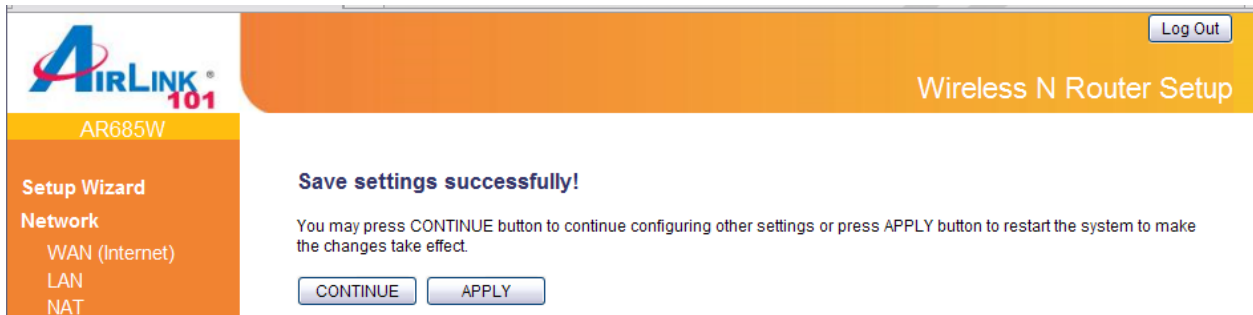 Log Out
AIRLINK®
101
Wireless N Router Setup
AR685W
Setup Wizard
Network
WAN (Internet)
LAN
NAT
Save settings successfully!
You may press CONTINUE button to continue configuring other settings or press APPLY button to restart the system to make
the changes take effect.
CONTINUE APPLY